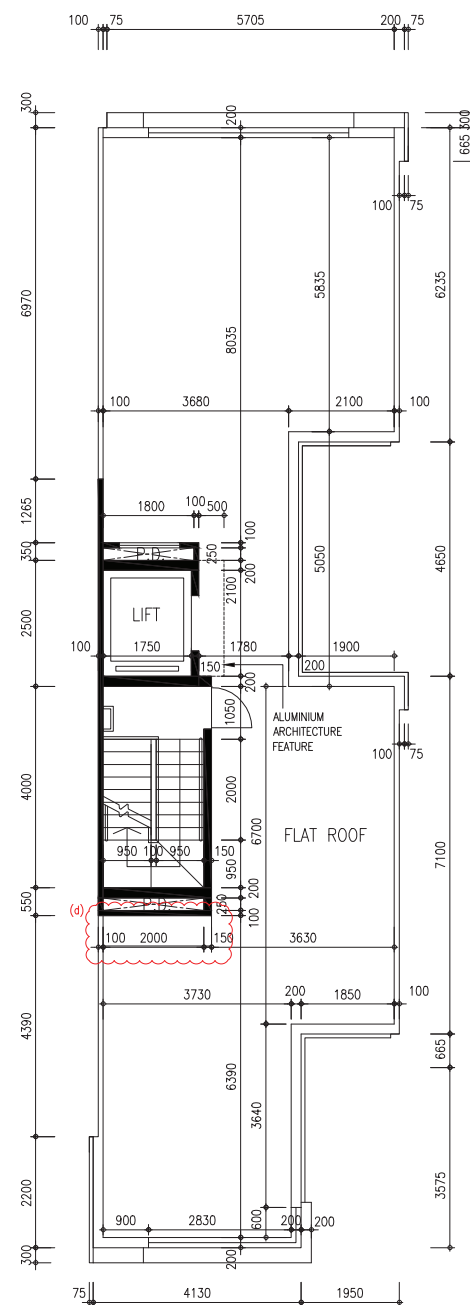 100 75 5705 200 75
300 200 300
665
100 75
6970 8035 5835 6235
100 3680 2100 100
1265 1800 100 500
350 P.D. 250 100
200
2500 LIFT 2100 5050 4650
100 1750 1780 1900
150 200
200
1050 ALUMINIUM
ARCHITECTURE
FEATURE
100 75
4000 2000
6700 FLAT ROOF 7100
950 100 950 150 950
550 200
(d) P.D. 250
100
100 2000 150 3630
3730 200 1850 100
4390 6390 3640 665
3575
2200 900 2830 600 200 200
300 200
75 4130 1950